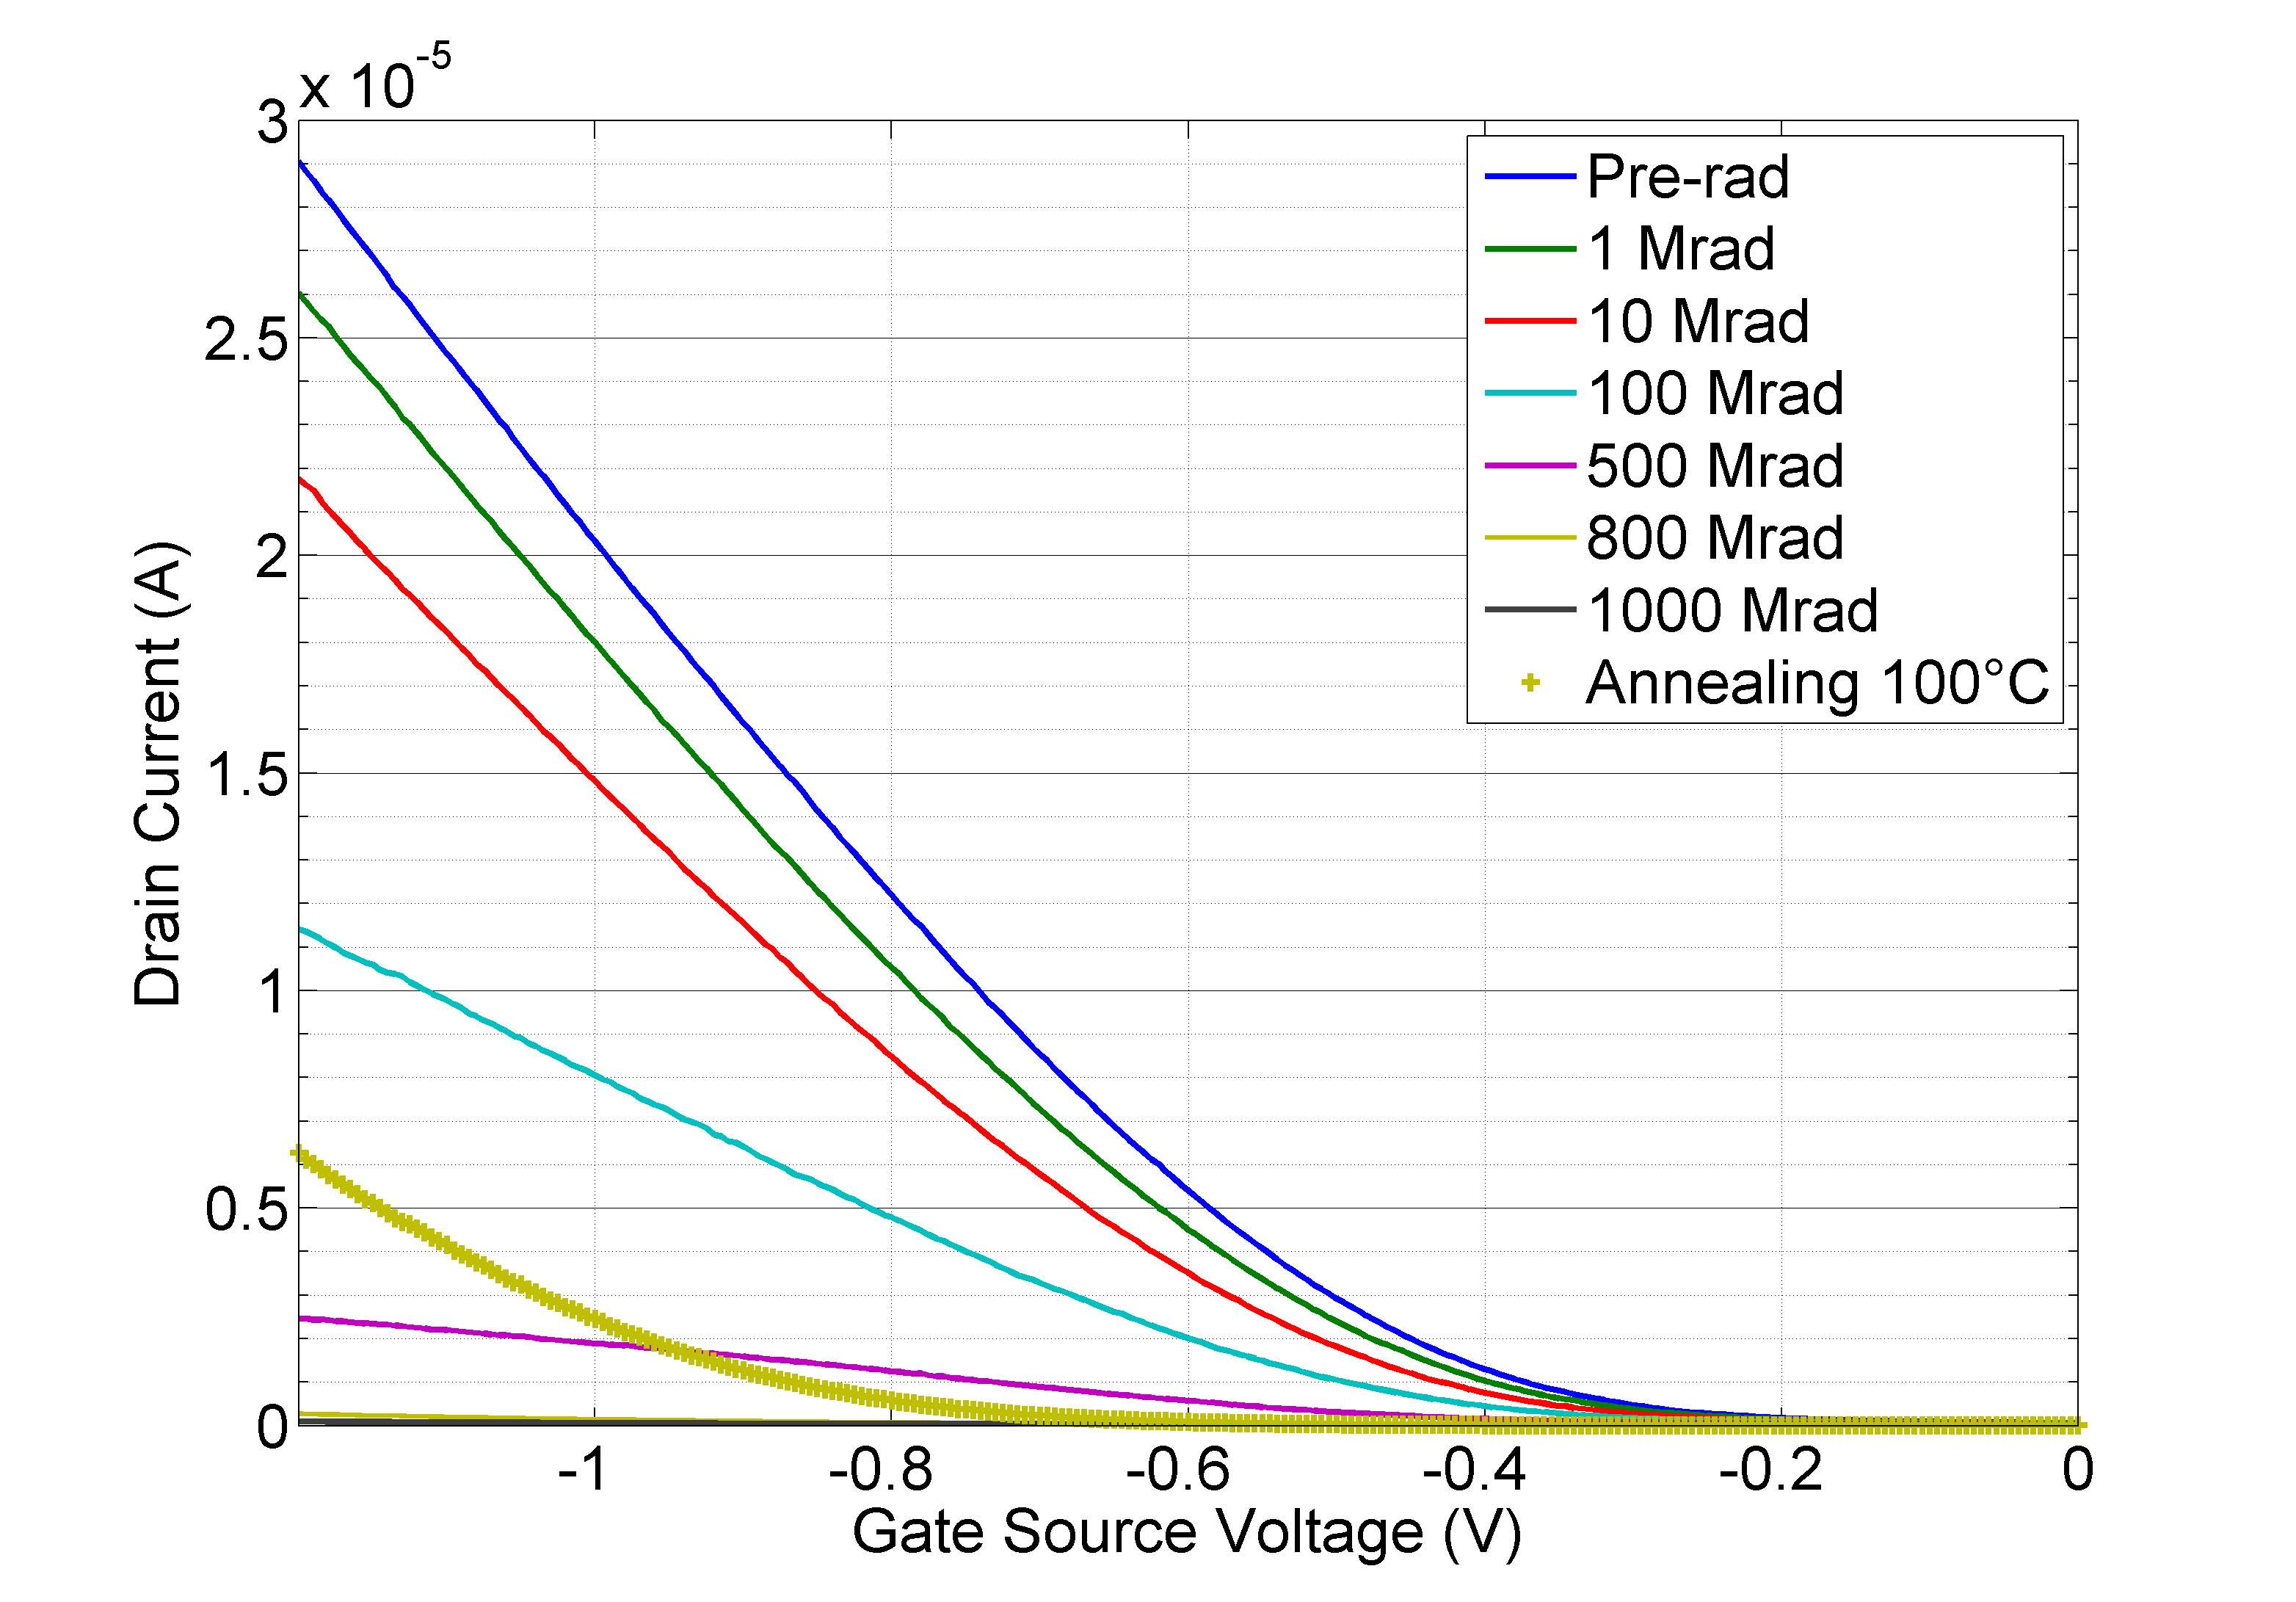 x 10-5
3
2.5
2
1.5
1
0.5
0
-1
-0.8
-0.6
-0.4
-0.2
0
Drain Current (A)
Gate Source Voltage (V)
Pre-rad
1 Mrad
10 Mrad
100 Mrad
500 Mrad
800 Mrad
1000 Mrad
Annealing 100°C